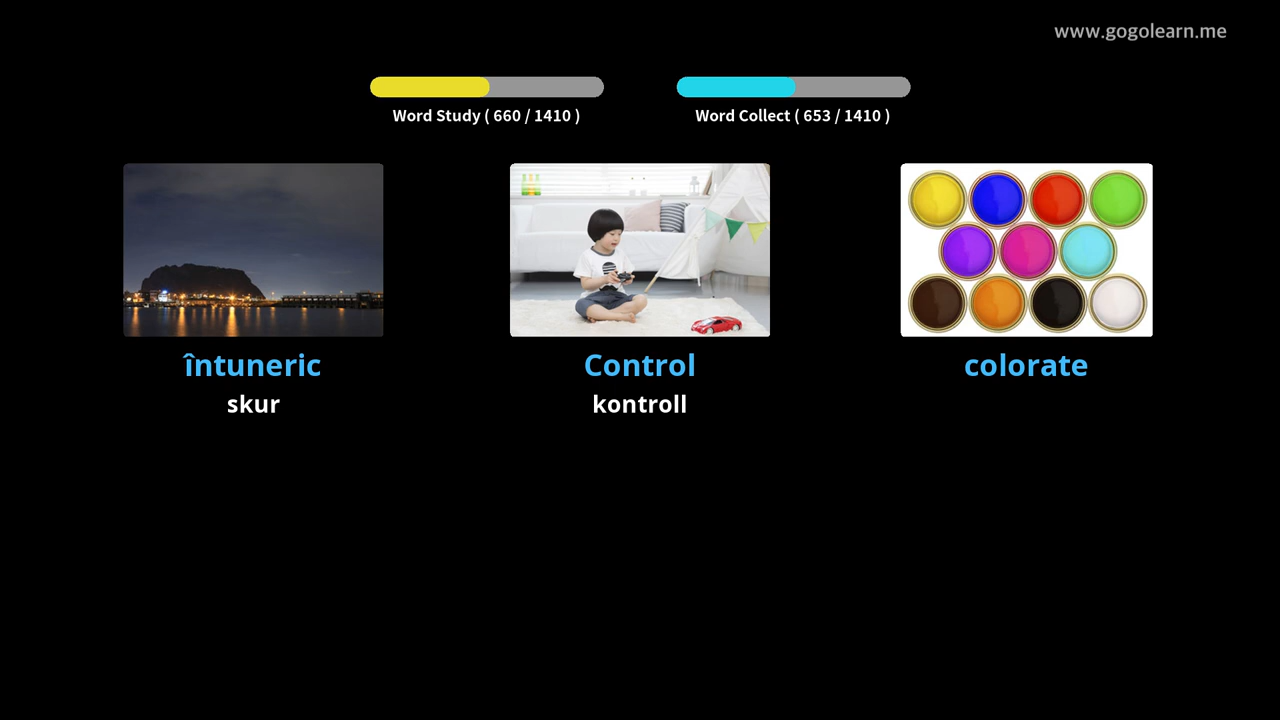 www.gogolearn.me
Word Study ( 660 / 1410 )
Word Collect ( 653 / 1410 )
întuneric
skur
Control
kontroll
colorate